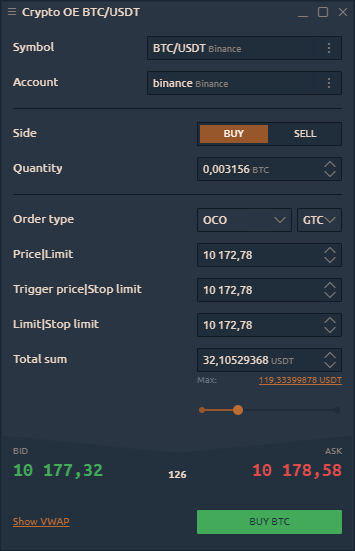 Crypto OE BTC/USDT
Symbol BTC/USDT Binance
Account binance Binance
Side BUY SELL
Quantity 0,003156 BTC
Order type OCO GTC
Price|Limit 10 172,78
Trigger price|Stop limit 10 172,78
Limit|Stop limit 10 172,78
Total sum 32,10529368 USDT
Max: 119,33399878 USDT
BID ASK
10 177,32 126 10 178,58
Show VWAP BUY BTC